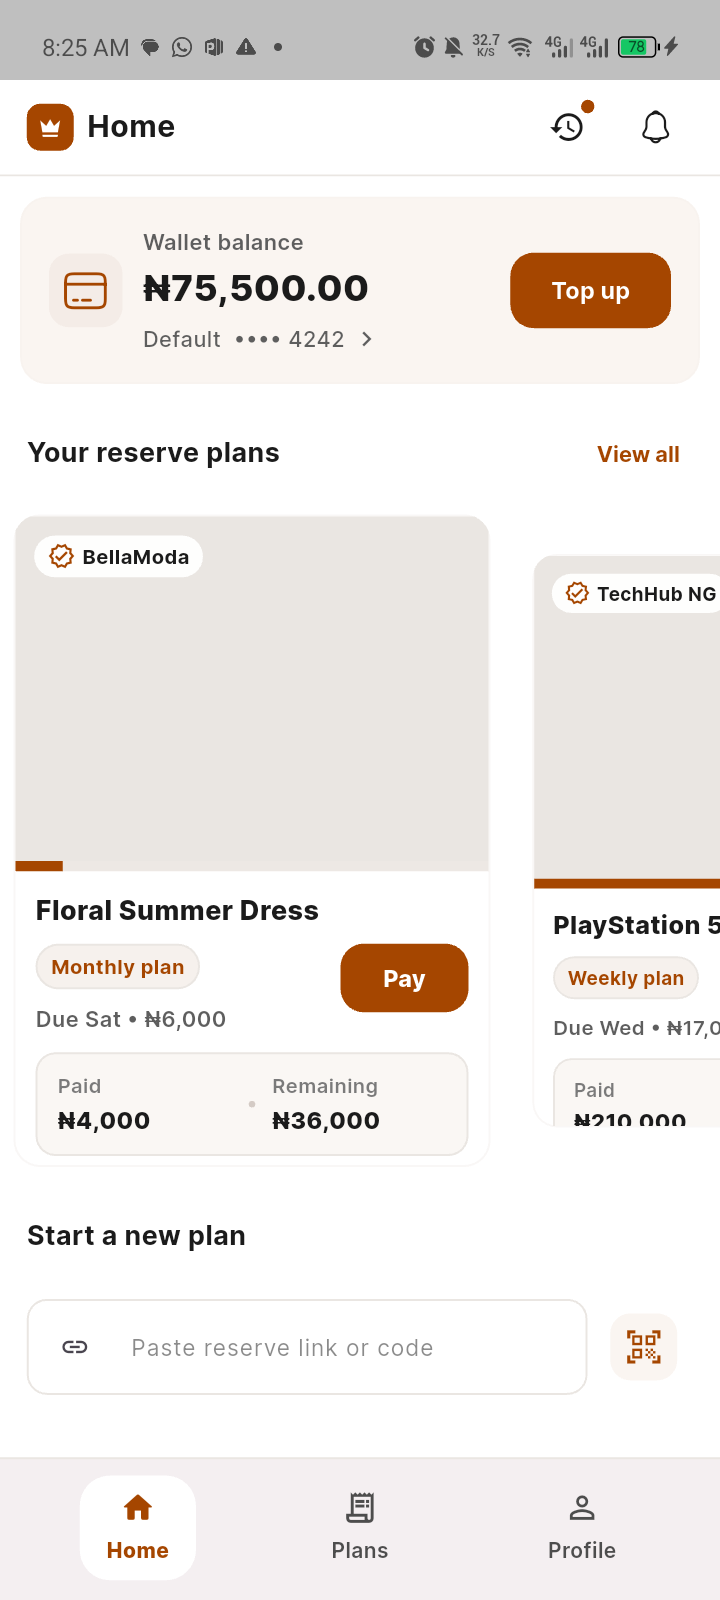 8:25 AM
32.7
K/S
4G
4G
78
Home
Wallet balance
₦75,500.00
Default •••• 4242
Top up
Your reserve plans
View all
BellaModa
Floral Summer Dress
Monthly plan
Pay
Due Sat • ₦6,000
Paid
Remaining
₦4,000
₦36,000
TechHub NG
PlayStation 5
Weekly plan
Due Wed • ₦17,0
Paid
₦210,000
Start a new plan
Paste reserve link or code
Home
Plans
Profile